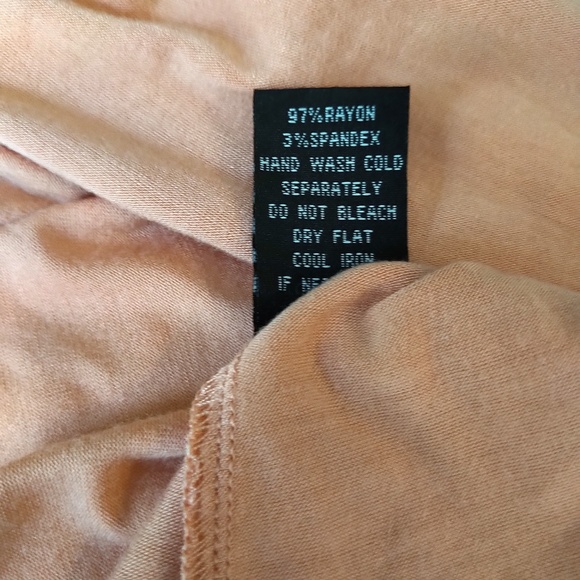 97%RAYON
3%SPANDEX
HAND WASH COLD
SEPARATELY
DO NOT BLEACH
DRY FLAT
COOL IRON
IF